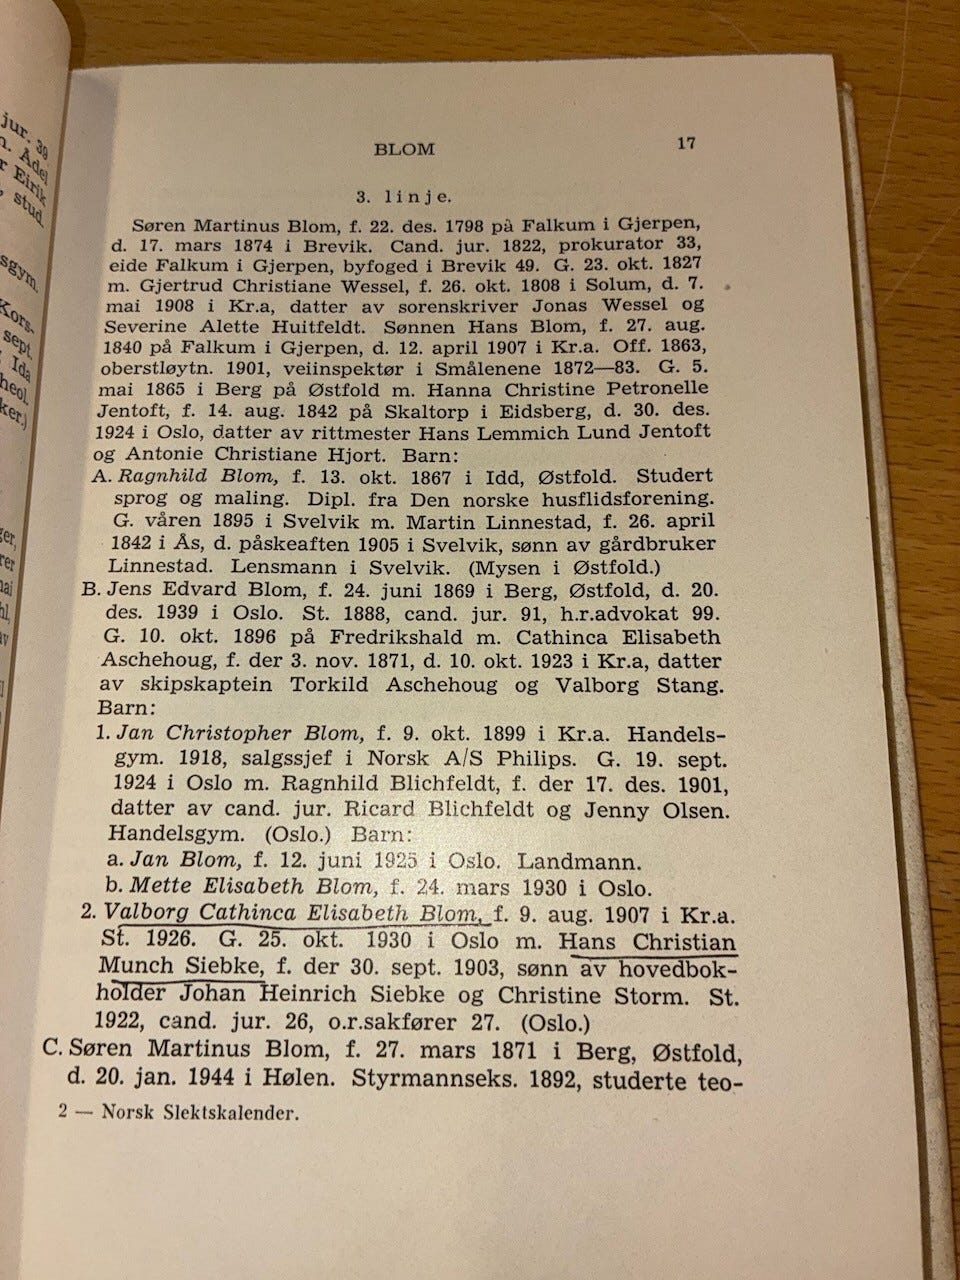 jur. 39
Adel
Eirik
stud.
sgym.
Kors-
sept.
Ida
heol.
ker.)
BLOM
17
3. linje.
Søren Martinus Blom, f. 22. des. 1798 på Falkum i Gjerpen,
d. 17. mars 1874 i Brevik. Cand. jur. 1822, prokurator 33,
eide Falkum i Gjerpen, byfoged i Brevik 49. G. 23. okt. 1827
m. Gjertrud Christiane Wessel, f. 26. okt. 1808 i Solum, d. 7.
mai 1908 i Kr.a, datter av sorenskriver Jonas Wessel og
Severine Alette Huitfeldt. Sønnen Hans Blom, f. 27. aug.
1840 på Falkum i Gjerpen, d. 12. april 1907 i Kr.a. Off. 1863,
oberstløytn. 1901, veiinspektør i Smålenene 1872—83. G. 5.
mai 1865 i Berg på Østfold m. Hanna Christine Petronelle
Jentoft, f. 14. aug. 1842 på Skaltorp i Eidsberg, d. 30. des.
1924 i Oslo, datter av rittmester Hans Lemmich Lund Jentoft
og Antonie Christiane Hjort. Barn:
A. Ragnhild Blom, f. 13. okt. 1867 i Idd, Østfold. Studert
sprog og maling. Dipl. fra Den norske husflidsforening.
G. våren 1895 i Svelvik m. Martin Linnestad, f. 26. april
1842 i Ås, d. påskeaften 1905 i Svelvik, sønn av gårdbruker
Linnestad. Lensmann i Svelvik. (Mysen i Østfold.)
B. Jens Edvard Blom, f. 24. juni 1869 i Berg, Østfold, d. 20.
des. 1939 i Oslo. St. 1888, cand. jur. 91, h.r.advokat 99.
G. 10. okt. 1896 på Fredrikshald m. Cathinca Elisabeth
Aschehoug, f. der 3. nov. 1871, d. 10. okt. 1923 i Kr.a, datter
av skipskaptein Torkild Aschehoug og Valborg Stang.
Barn:
1. Jan Christopher Blom, f. 9. okt. 1899 i Kr.a. Handels-
gym. 1918, salgssjef i Norsk A/S Philips. G. 19. sept.
1924 i Oslo m. Ragnhild Blichfeldt, f. der 17. des. 1901,
datter av cand. jur. Ricard Blichfeldt og Jenny Olsen.
Handelsgym. (Oslo.) Barn:
a. Jan Blom, f. 12. juni 1925 i Oslo. Landmann.
b. Mette Elisabeth Blom, f. 24. mars 1930 i Oslo.
2. Valborg Cathinca Elisabeth Blom, f. 9. aug. 1907 i Kr.a.
St. 1926. G. 25. okt. 1930 i Oslo m. Hans Christian
Munch Siebke, f. der 30. sept. 1903, sønn av hovedbok-
holder Johan Heinrich Siebke og Christine Storm. St.
1922, cand. jur. 26, o.r.sakfører 27. (Oslo.)
C. Søren Martinus Blom, f. 27. mars 1871 i Berg, Østfold,
d. 20. jan. 1944 i Hølen. Styrmannseks. 1892, studerte teo-
2 — Norsk Slektskalender.